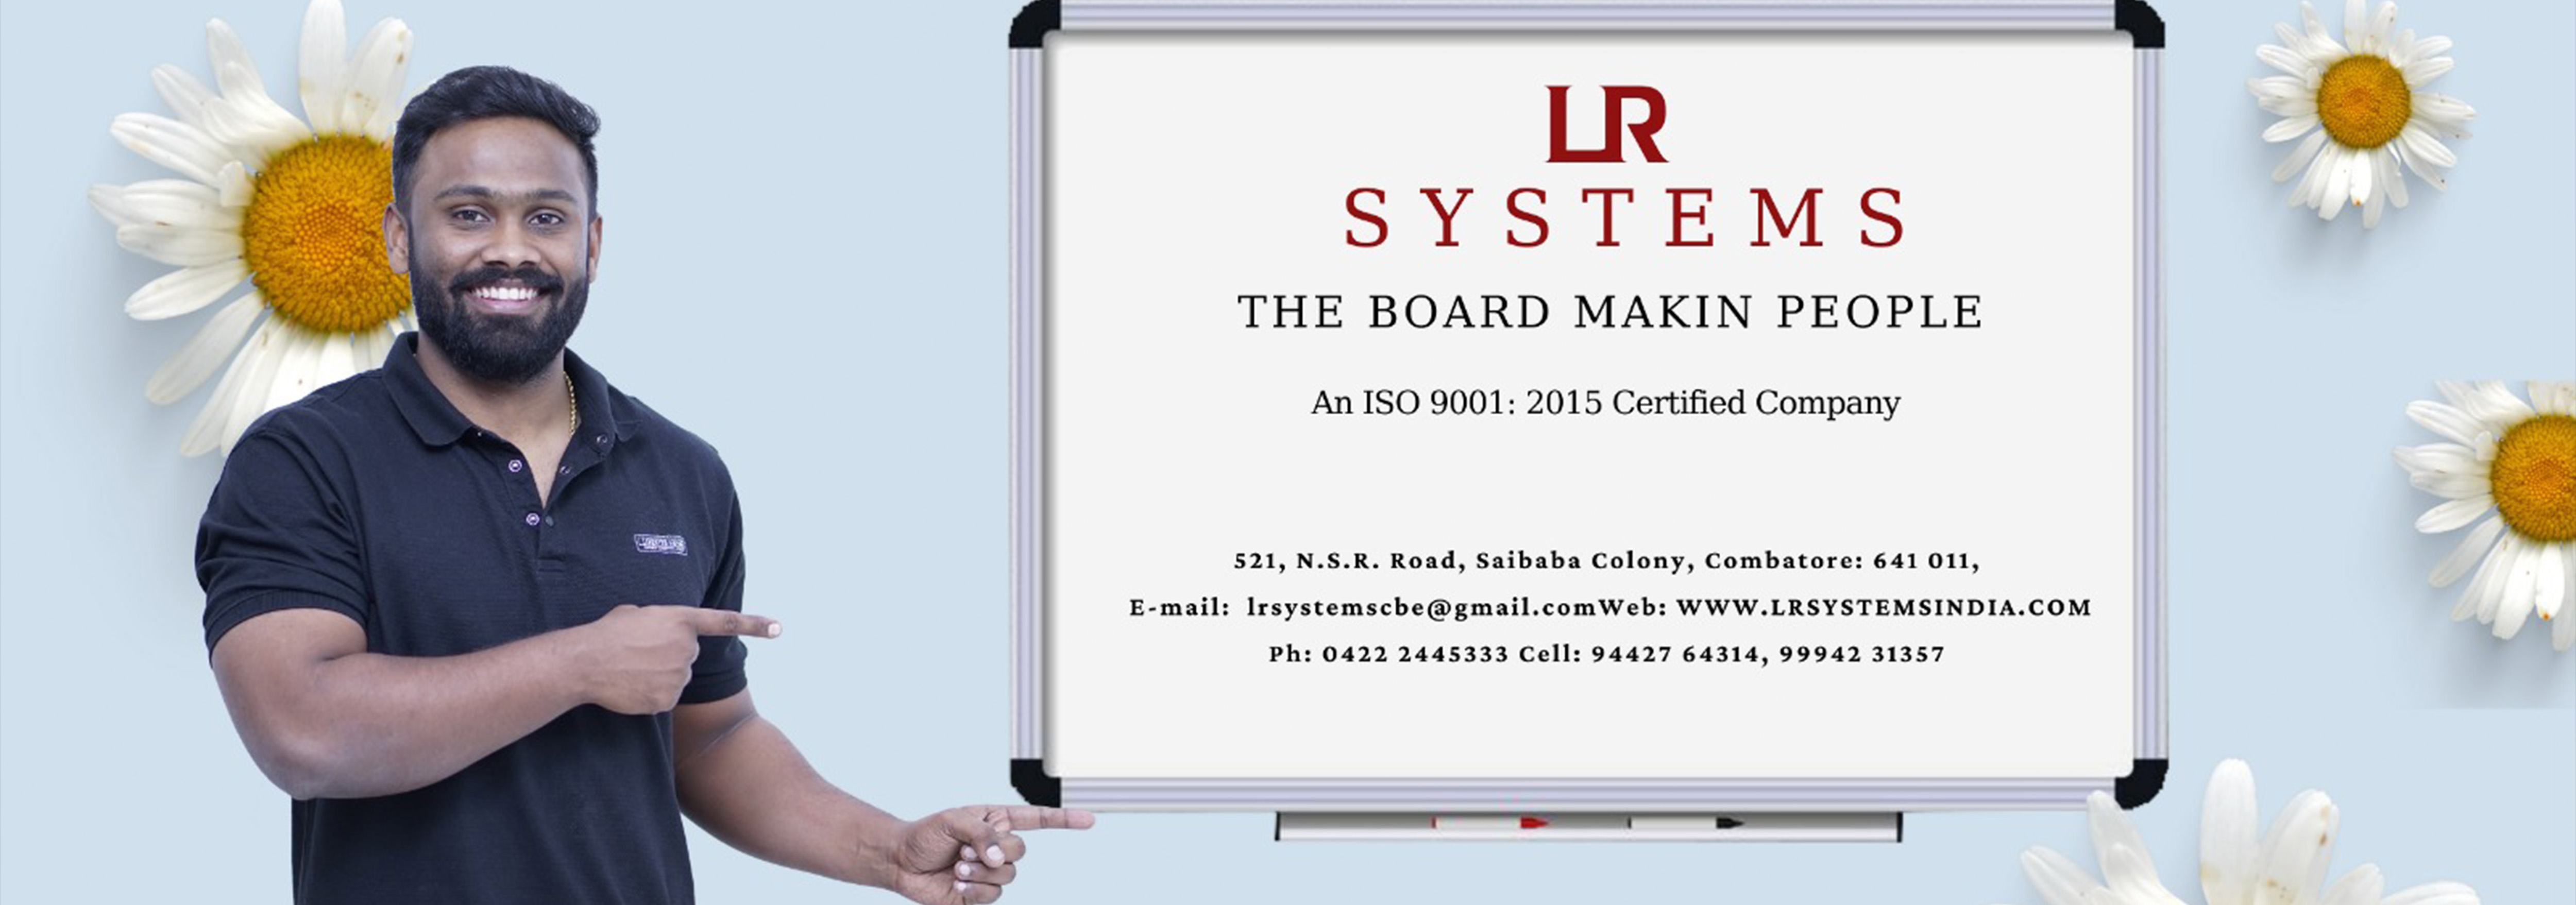 LR
SYSTEMS
THE BOARD MAKIN PEOPLE
An ISO 9001: 2015 Certified Company
521, N.S.R. Road, Saibaba Colony, Combatore: 641 011,
E-mail: lrsystemscbe@gmail.comWeb: WWW.LRSYSTEMSINDIA.COM
Ph: 0422 2445333 Cell: 94427 64314, 99942 31357